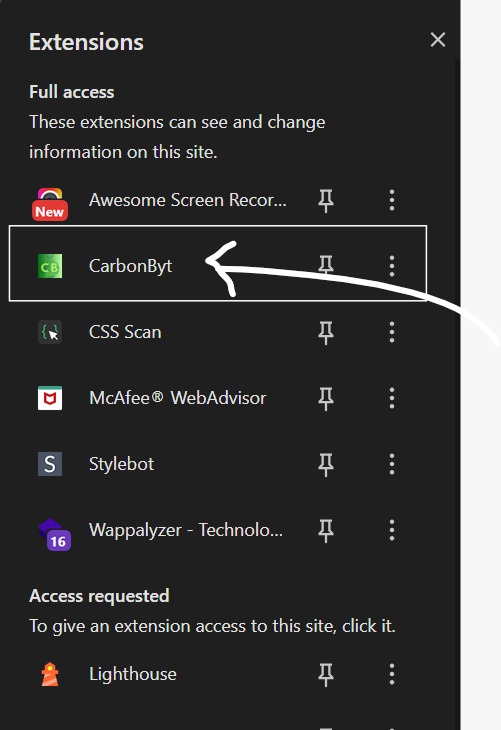 Extensions
Full access
These extensions can see and change
information on this site.
Awesome Screen Recor...
New
CB
CarbonByt
CSS Scan
McAfee® WebAdvisor
S
Stylebot
Wappalyzer - Technolo...
16
Access requested
To give an extension access to this site, click it.
Lighthouse